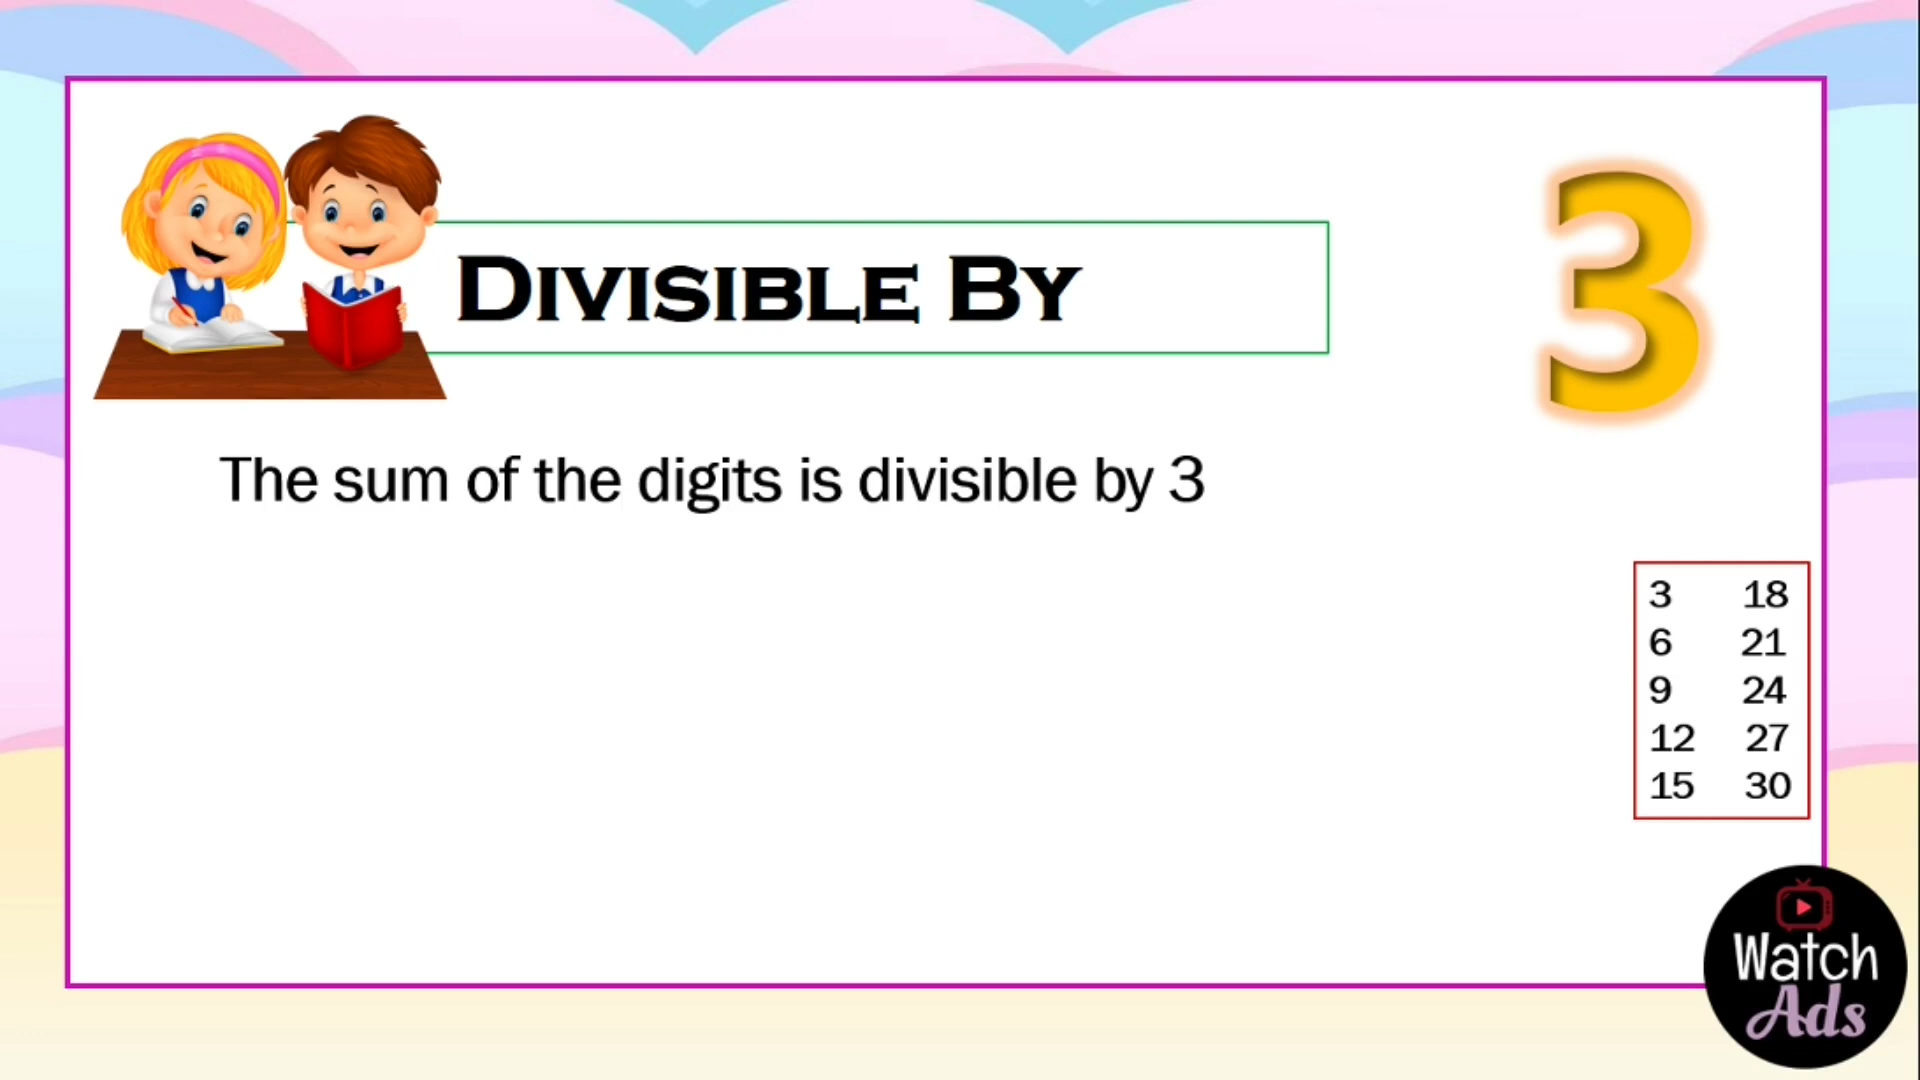 Divisible By
3
The sum of the digits is divisible by 3
3 18
6 21
9 24
12 27
15 30
Watch
Ads